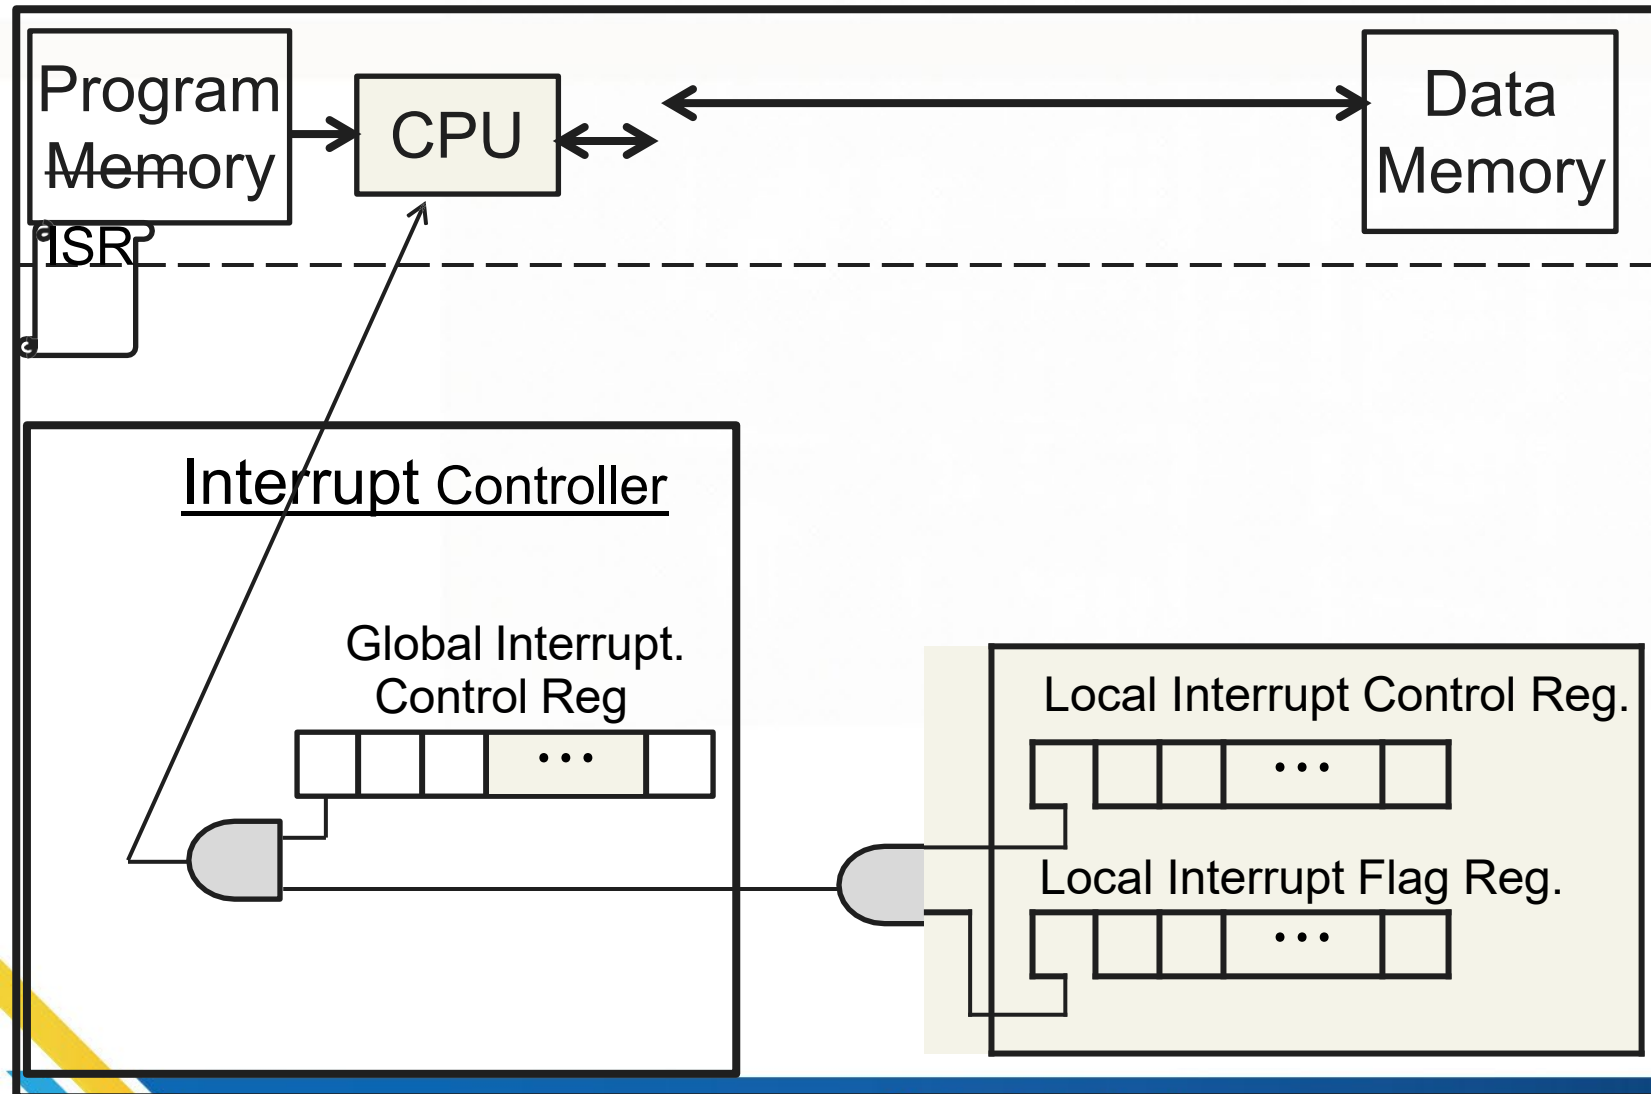 Program
Memory
CPU
Data
Memory
ISR
Interrupt Controller
Global Interrupt.
Control Reg
...
Local Interrupt Control Reg.
...
Local Interrupt Flag Reg.
...